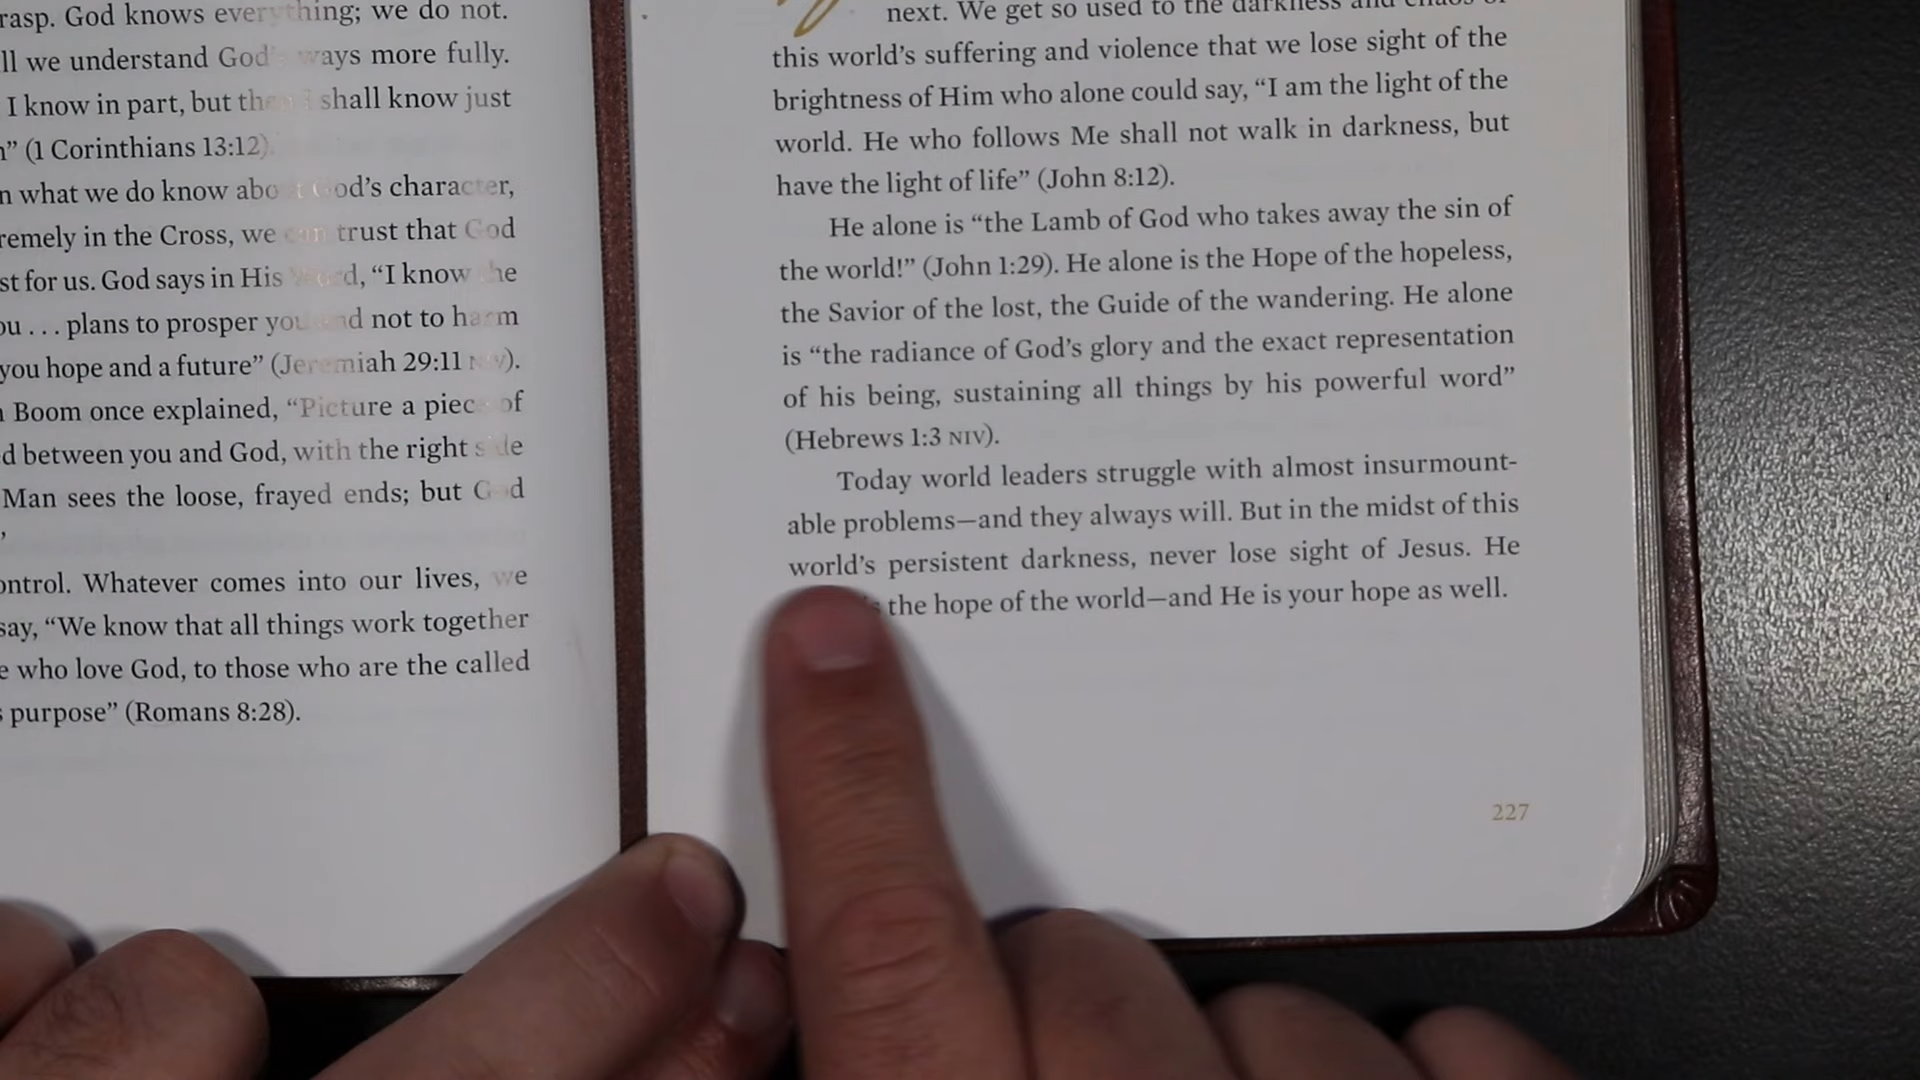 rasp. God knows everything; we do not.
ll we understand God's ways more fully.
I know in part, but then I shall know just
" (1 Corinthians 13:12).
n what we do know about God's character,
remely in the Cross, we can trust that God
st for us. God says in His Word, "I know the
ou . . . plans to prosper you and not to harm
you hope and a future" (Jeremiah 29:11 NIV).
Boom once explained, "Picture a piece of
d between you and God, with the right side
Man sees the loose, frayed ends; but God
ontrol. Whatever comes into our lives, we
say, "We know that all things work together
e who love God, to those who are the called
s purpose" (Romans 8:28).
next. We get so used to the darkness and chaos of
this world's suffering and violence that we lose sight of the
brightness of Him who alone could say, "I am the light of the
world. He who follows Me shall not walk in darkness, but
have the light of life" (John 8:12).
He alone is "the Lamb of God who takes away the sin of
the world!" (John 1:29). He alone is the Hope of the hopeless,
the Savior of the lost, the Guide of the wandering. He alone
is "the radiance of God's glory and the exact representation
of his being, sustaining all things by his powerful word"
(Hebrews 1:3 NIV).
Today world leaders struggle with almost insurmount-
able problems—and they always will. But in the midst of this
world's persistent darkness, never lose sight of Jesus. He
the hope of the world—and He is your hope as well.
227